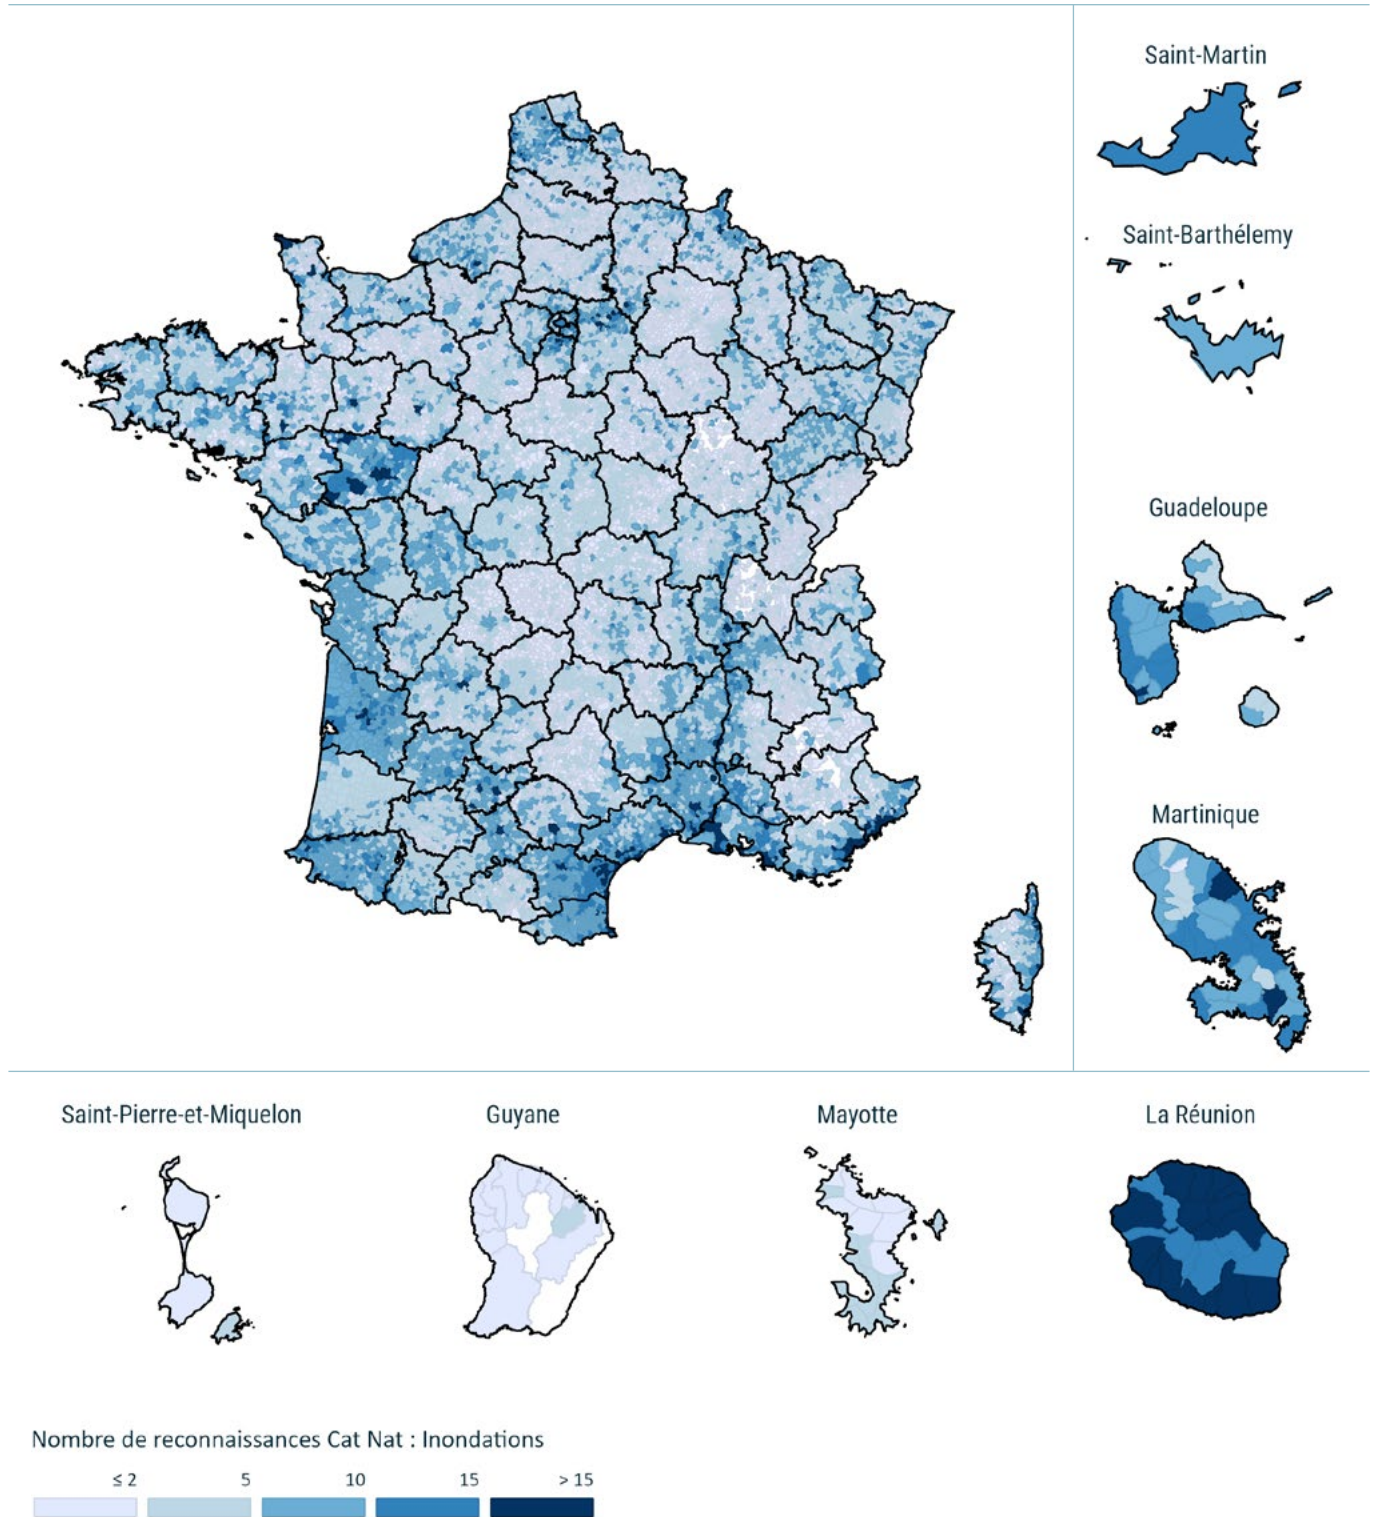 Saint-Martin
Saint-Barthélemy
Guadeloupe
Martinique
Saint-Pierre-et-Miquelon
Guyane
Mayotte
La Réunion
Nombre de reconnaissances Cat Nat : Inondations
≤ 2 5 10 15 > 15